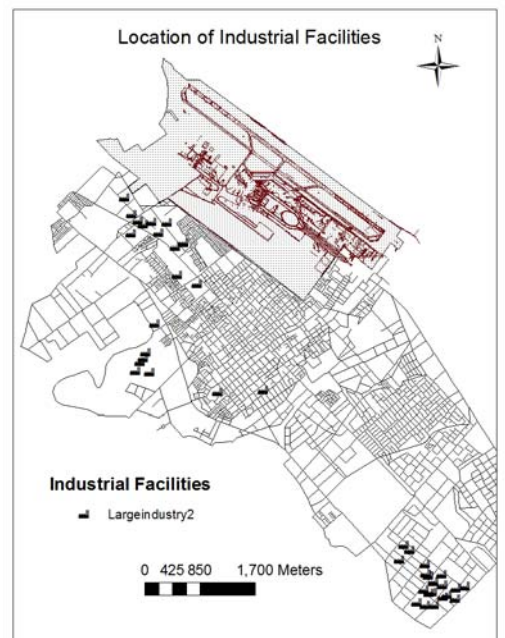 Location of Industrial Facilities
N
Industrial Facilities
Largeindustry2
0 425 850 1,700 Meters